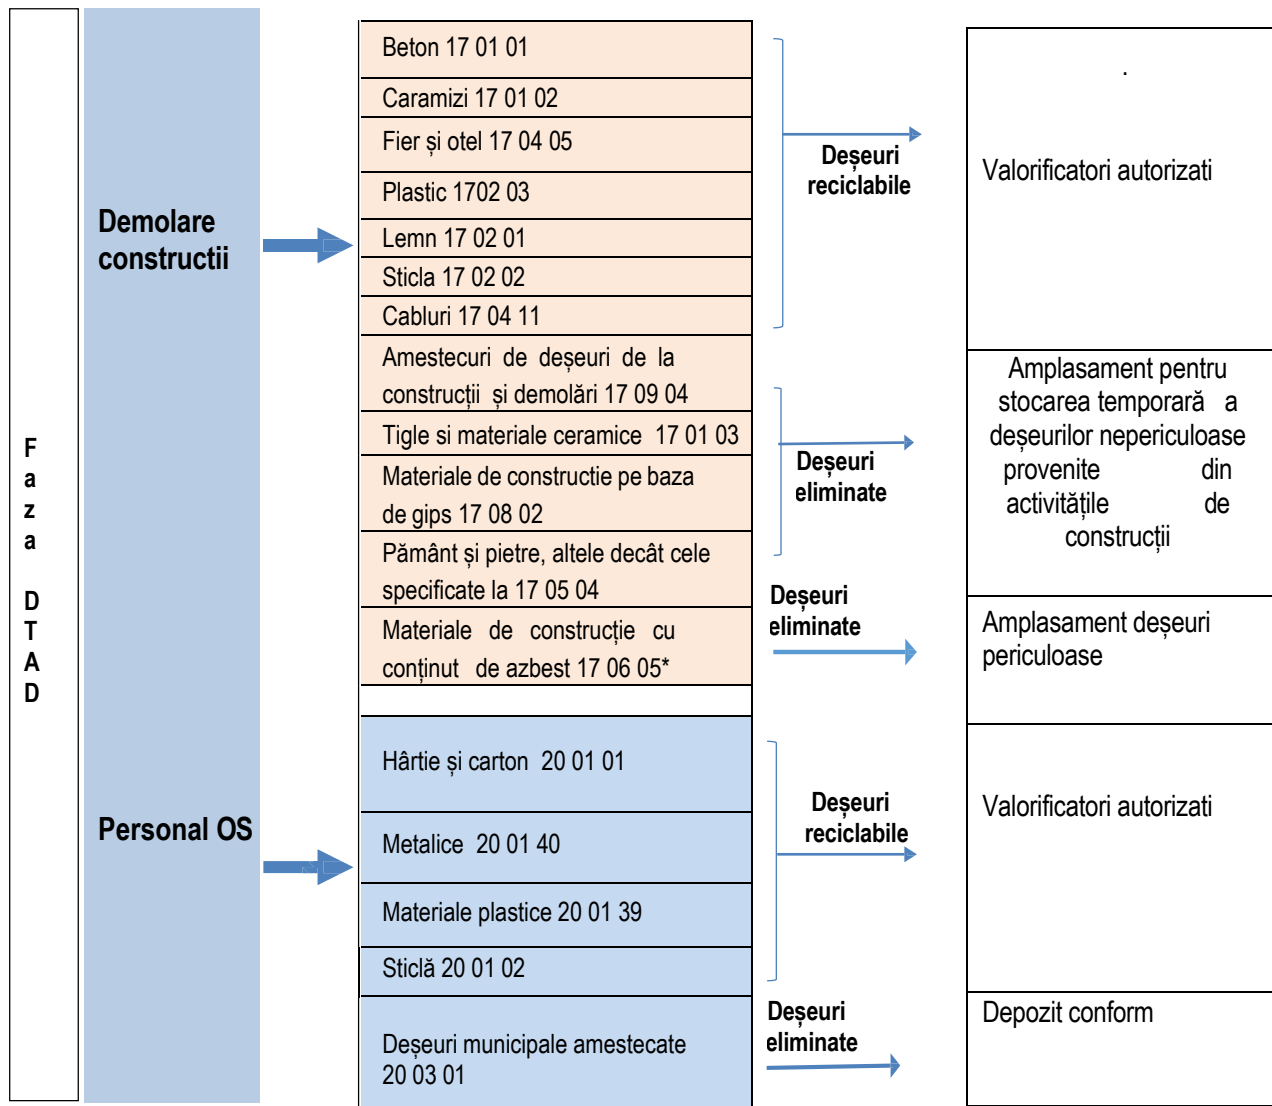 F
a
z
a
D
T
A
D
Demolare
constructii
Beton 17 01 01
Caramizi 17 01 02
Fier și otel 17 04 05
Plastic 1702 03
Lemn 17 02 01
Sticla 17 02 02
Cabluri 17 04 11
Amestecuri de deșeuri de la
construcții și demolări 17 09 04
Tigle si materiale ceramice 17 01 03
Materiale de constructie pe baza
de gips 17 08 02
Pământ și pietre, altele decât cele
specificate la 17 05 04
Materiale de construcție cu
conținut de azbest 17 06 05*
Deșeuri
reciclabile
Deșeuri
eliminate
Deșeuri
eliminate
.
Valorificatori autorizati
Amplasament pentru
stocarea temporară a
deșeurilor nepericuloase
provenite din
activitățile de
construcții
Amplasament deșeuri
periculoase
Personal OS
Hârtie și carton 20 01 01
Metalice 20 01 40
Materiale plastice 20 01 39
Sticlă 20 01 02
Deșeuri municipale amestecate
20 03 01
Deșeuri
reciclabile
Deșeuri
eliminate
Valorificatori autorizati
Depozit conform